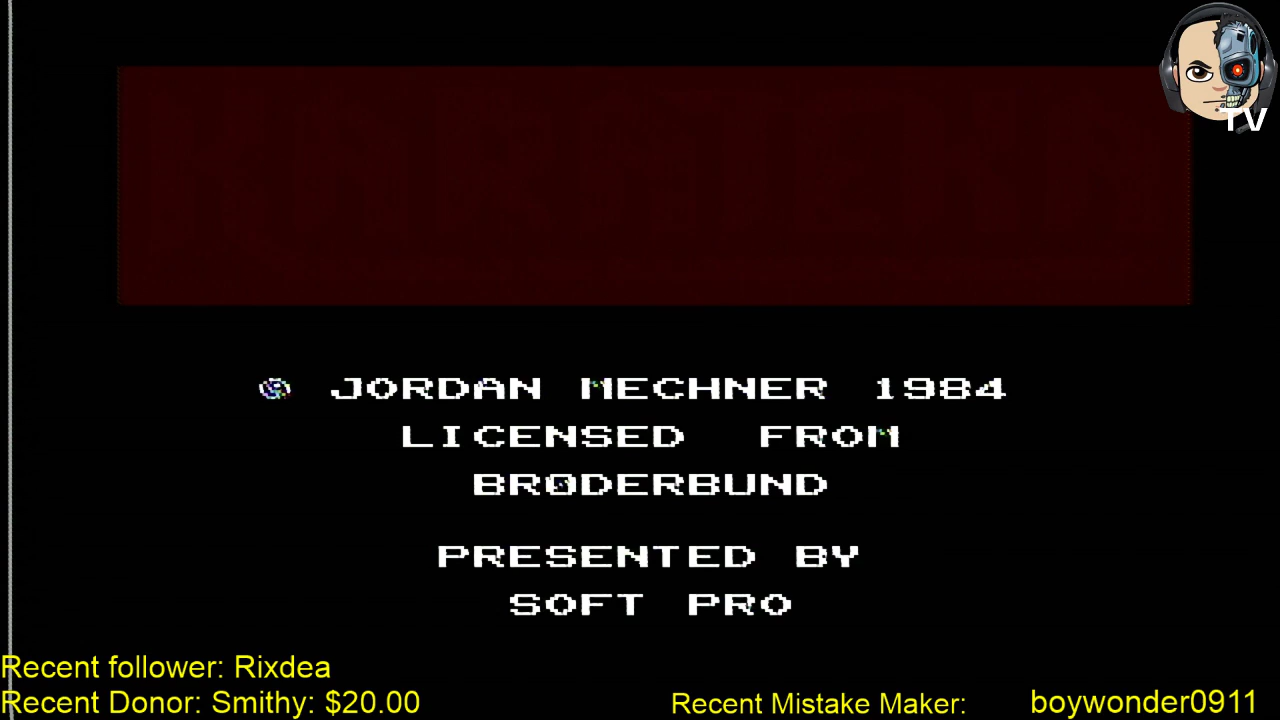 TV
© JORDAN MECHNER 1984
LICENSED FROM
BRØDERBUND
PRESENTED BY
SOFT PRO
Recent follower: Rixdea
Recent Donor: Smithy: $20.00
Recent Mistake Maker: boywonder0911